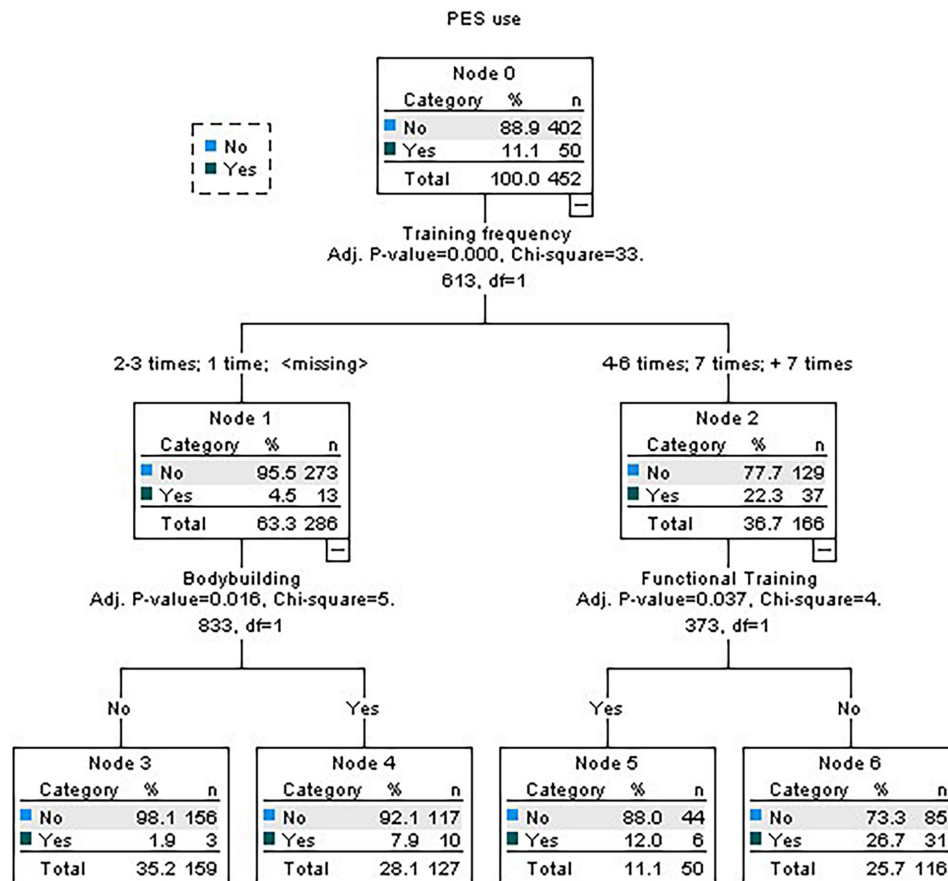 PES use
Node 0
Category % n
No 88.9 402
Yes 11.1 50
Total 100.0 452
No
Yes
Training frequency
Adj. P-value=0.000, Chi-square=33.
613, df=1
2-3 times; 1 time; <missing>
4-6 times; 7 times; + 7 times
Node 1
Category % n
No 95.5 273
Yes 4.5 13
Total 63.3 286
Node 2
Category % n
No 77.7 129
Yes 22.3 37
Total 36.7 166
Bodybuilding
Adj. P-value=0.016, Chi-square=5.
833, df=1
Functional Training
Adj. P-value=0.037, Chi-square=4.
373, df=1
No
Yes
Yes
No
Node 3
Category % n
No 98.1 156
Yes 1.9 3
Total 35.2 159
Node 4
Category % n
No 92.1 117
Yes 7.9 10
Total 28.1 127
Node 5
Category % n
No 88.0 44
Yes 12.0 6
Total 11.1 50
Node 6
Category % n
No 73.3 85
Yes 26.7 31
Total 25.7 116